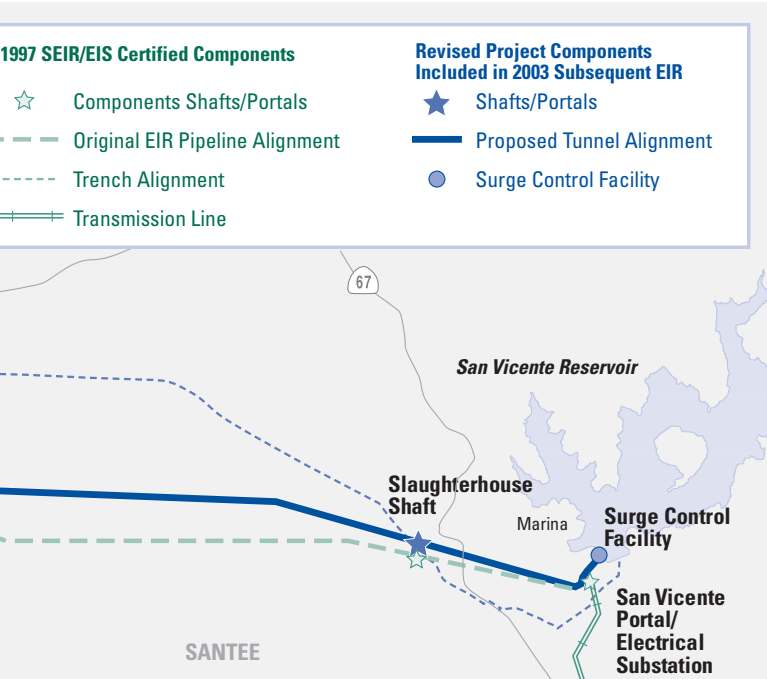 1997 SEIR/EIS Certified Components
Components Shafts/Portals
Original EIR Pipeline Alignment
Trench Alignment
Transmission Line
Revised Project Components
Included in 2003 Subsequent EIR
Shafts/Portals
Proposed Tunnel Alignment
Surge Control Facility
67
San Vicente Reservoir
Slaughterhouse
Shaft
Marina
Surge Control
Facility
San Vicente
Portal/
Electrical
Substation
SANTEE